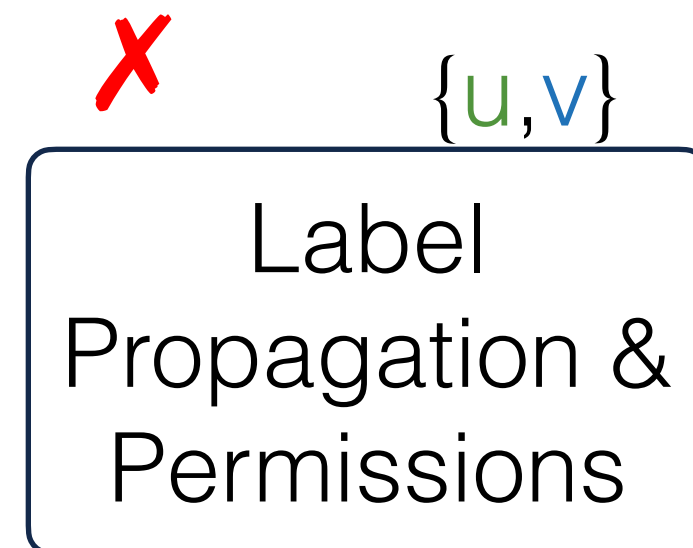 ✗ {u,v}
Label
Propagation &
Permissions